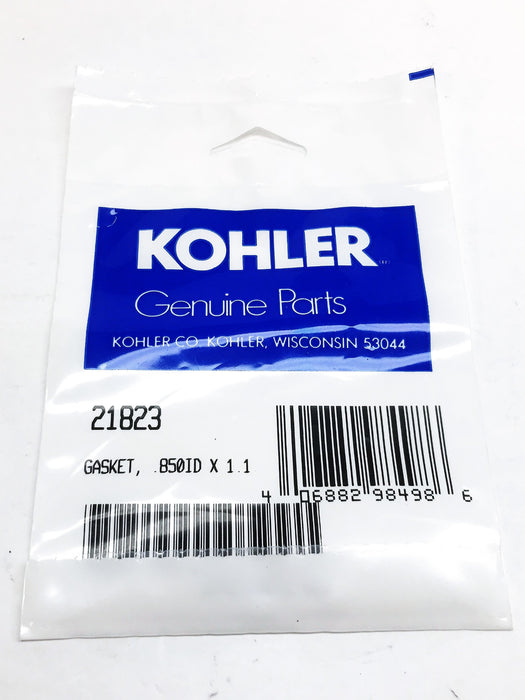 KOHLER
Genuine Parts
KOHLER CO. KOHLER, WISCONSIN 53044
21823
GASKET, .850ID X 1.1
4 06882 98498 6